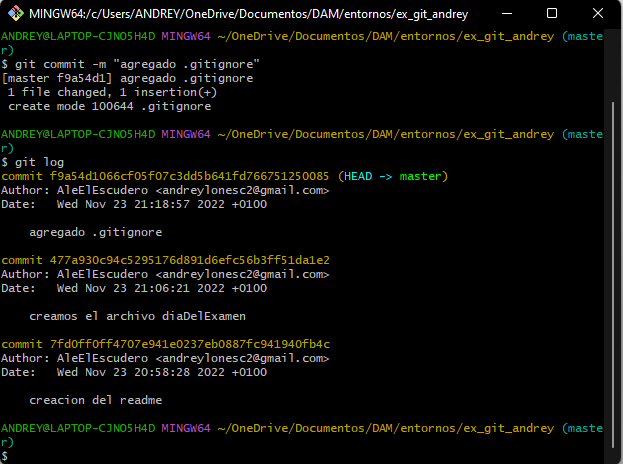 MINGW64:/c/Users/ANDREY/OneDrive/Documentos/DAM/entornos/ex_git_andrey
ANDREY@LAPTOP-CJNO5H4D MINGW64 ~/OneDrive/Documentos/DAM/entornos/ex_git_andrey (maste
r)
$ git commit -m "agregado .gitignore"
[master f9a54d1] agregado .gitignore
 1 file changed, 1 insertion(+)
 create mode 100644 .gitignore
ANDREY@LAPTOP-CJNO5H4D MINGW64 ~/OneDrive/Documentos/DAM/entornos/ex_git_andrey (maste
r)
$ git log
commit f9a54d1066cf05f07c3dd5b641fd766751250085 (HEAD -> master)
Author: AleElEscudero <andreylonesc2@gmail.com>
Date:   Wed Nov 23 21:18:57 2022 +0100
    agregado .gitignore
commit 477a930c94c5295176d891d6efc56b3ff51da1e2
Author: AleElEscudero <andreylonesc2@gmail.com>
Date:   Wed Nov 23 21:06:21 2022 +0100
    creamos el archivo diaDelExamen
commit 7fd0ff0ff4707e941e0237eb0887fc941940fb4c
Author: AleElEscudero <andreylonesc2@gmail.com>
Date:   Wed Nov 23 20:58:28 2022 +0100
    creacion del readme
ANDREY@LAPTOP-CJNO5H4D MINGW64 ~/OneDrive/Documentos/DAM/entornos/ex_git_andrey (maste
r)
$